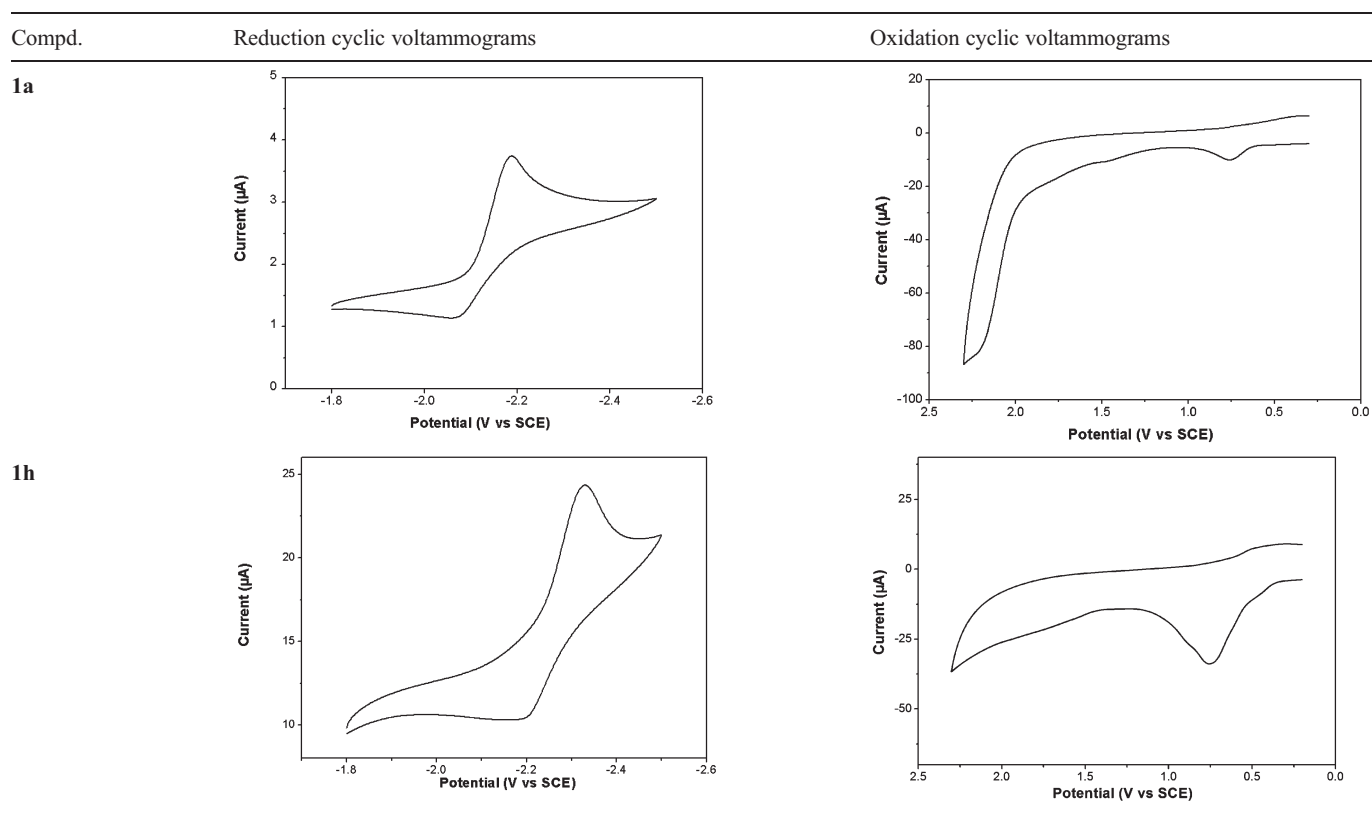 Compd. Reduction cyclic voltammograms Oxidation cyclic voltammograms
1a
5
4
3
2
1
0
Current (µA)
-1.8 -2.0 -2.2 -2.4 -2.6
Potential (V vs SCE)
20
0
-20
-40
-60
-80
-100
Current (µA)
2.5 2.0 1.5 1.0 0.5 0.0
Potential (V vs SCE)
1h
25
20
15
10
Current (µA)
-1.8 -2.0 -2.2 -2.4 -2.6
Potential (V vs SCE)
25
0
-25
-50
Current (µA)
2.5 2.0 1.5 1.0 0.5 0.0
Potential (V vs SCE)